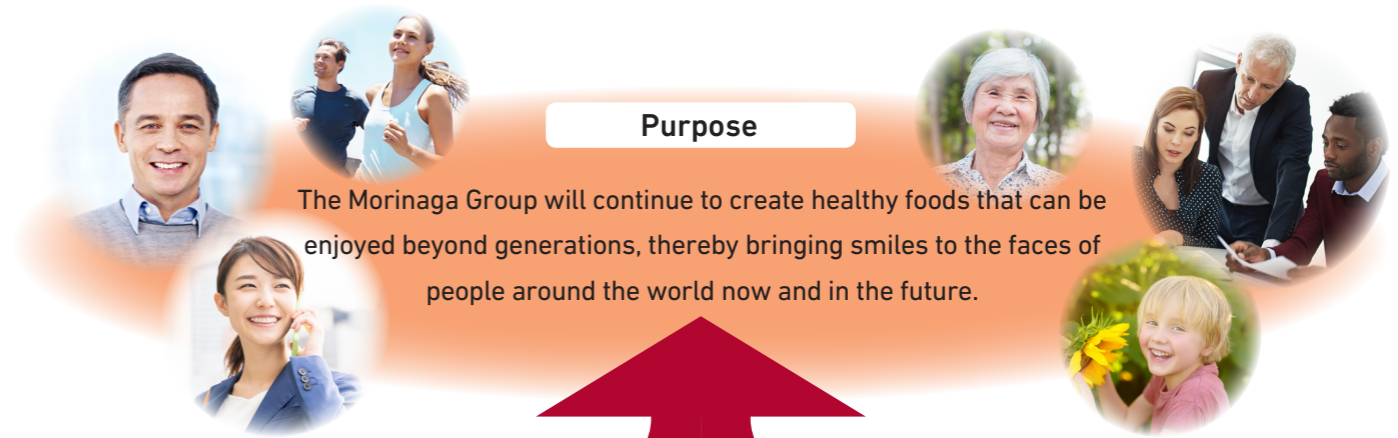 Purpose
The Morinaga Group will continue to create healthy foods that can be
enjoyed beyond generations, thereby bringing smiles to the faces of
people around the world now and in the future.